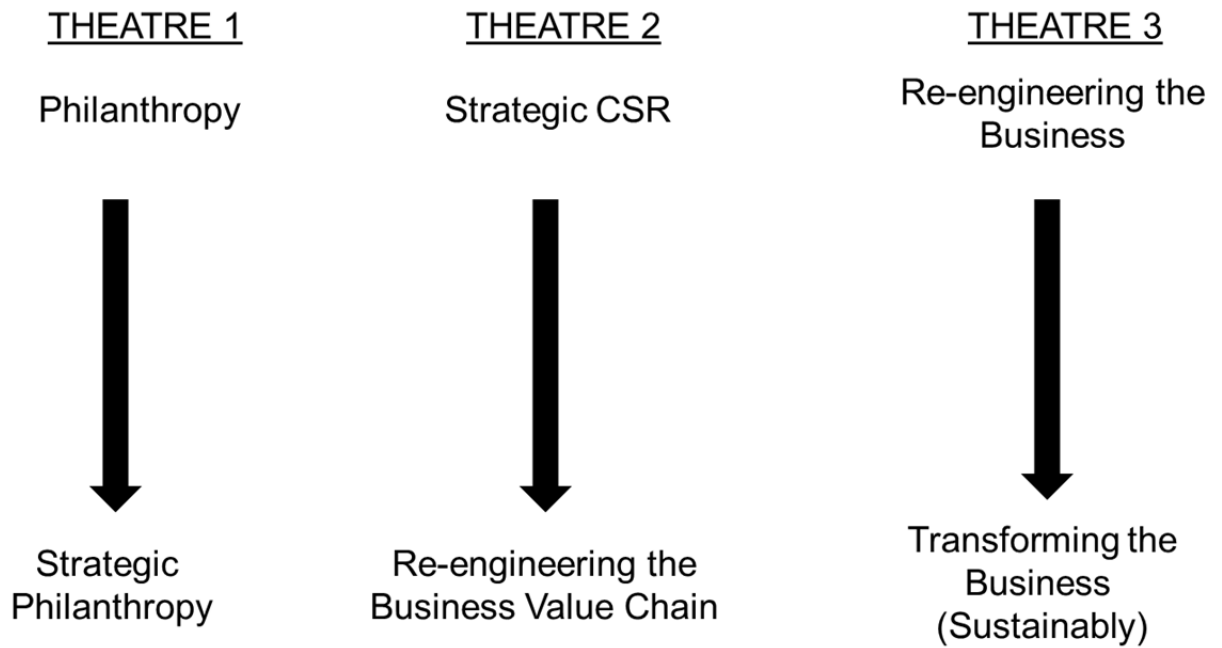 THEATRE 1
THEATRE 2
THEATRE 3
Philanthropy
Strategic CSR
Re-engineering the
Business
Strategic
Philanthropy
Re-engineering the
Business Value Chain
Transforming the
Business
(Sustainably)